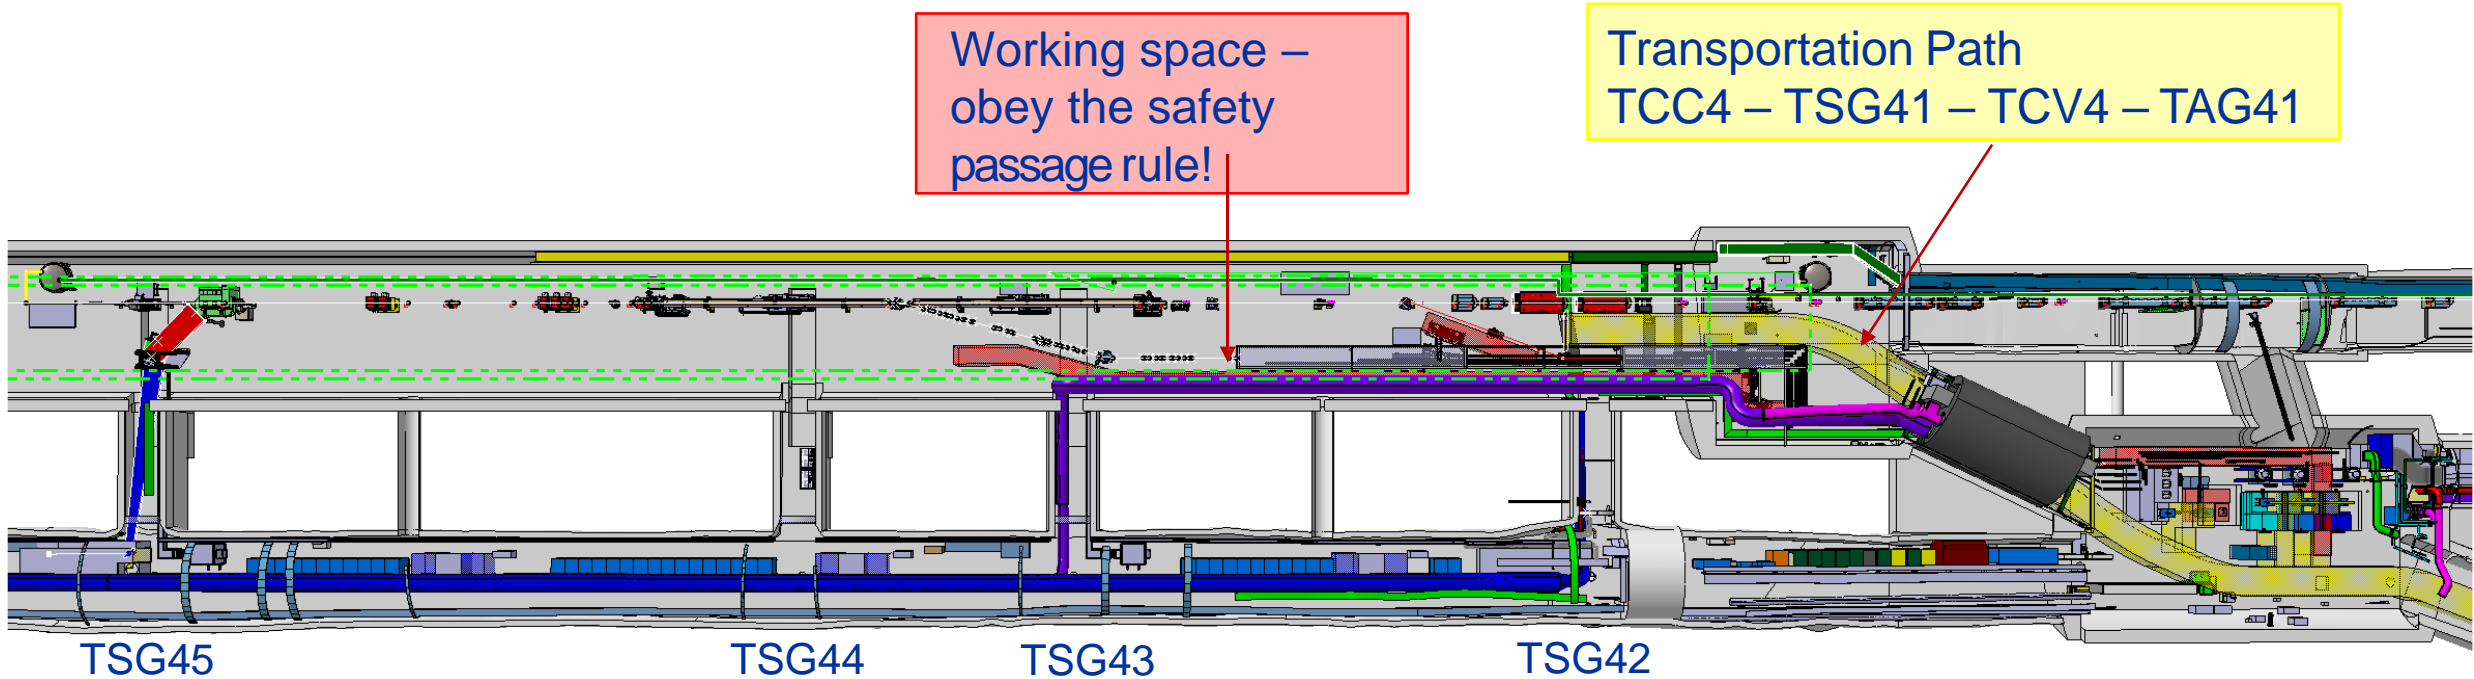 Working space –
obey the safety
passage rule!
Transportation Path
TCC4 – TSG41 – TCV4 – TAG41
TSG45
TSG44
TSG43
TSG42